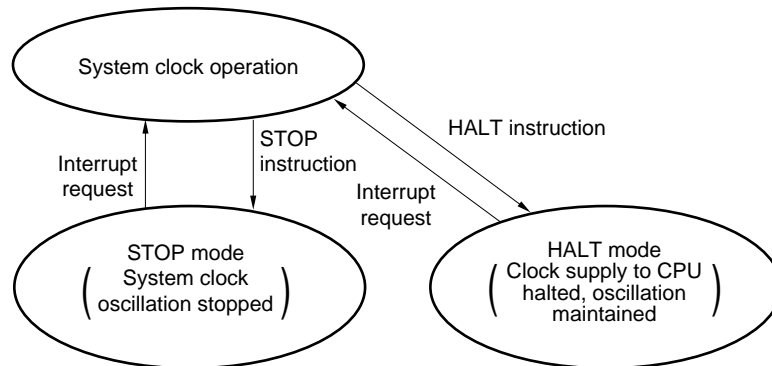 System clock operation
HALT instruction
STOP
instruction
Interrupt
request
Interrupt
request
STOP mode
System clock
oscillation stopped
HALT mode
Clock supply to CPU
halted, oscillation
maintained